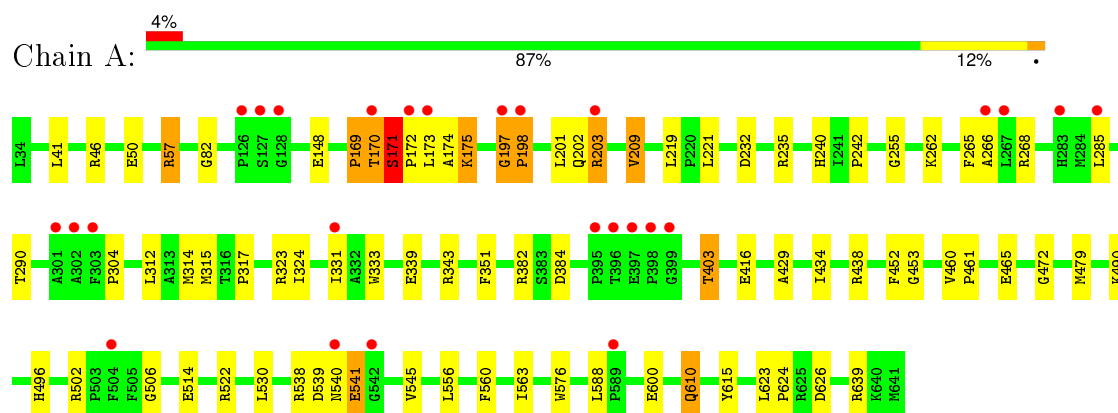 4%
Chain A:
87% 12% •
L34 L41 R46 E50 R57 G82 P126 S127 G128 E148 P169 T170 S171 P172 L173 A174 K175 G197 P198 L201 Q202 R203 V209 L219 P220 L221 D232 R235 H240 I241 P242 G255 K262 F265 A266 L267 R268 H283 M284 L285
T290 A301 A302 F303 P304 L312 A313 M314 M315 T316 P317 R323 I324 I331 A332 W333 E339 R343 F351 R382 S383 D384 P395 T396 E397 P398 G399 T403 E416 A429 I434 R438 F452 G453 V460 P461 E465 G472 M479 K490
H496 R502 P503 F504 F505 G506 E514 R522 L530 R538 D539 N540 E541 G542 V545 L556 F560 I563 W576 L588 P589 E600 Q610 Y615 L623 P624 R625 D626 R639 K640 M641